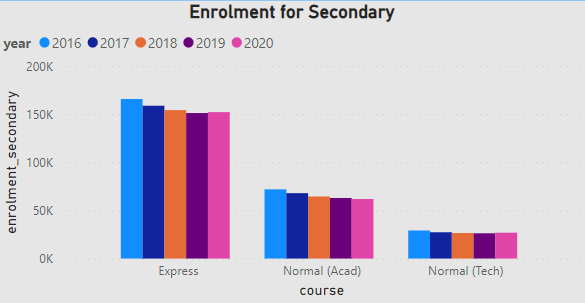 Enrolment for Secondary
year 2016 2017 2018 2019 2020
enrolment_secondary
200K
150K
100K
50K
0K
Express Normal (Acad) Normal (Tech)
course